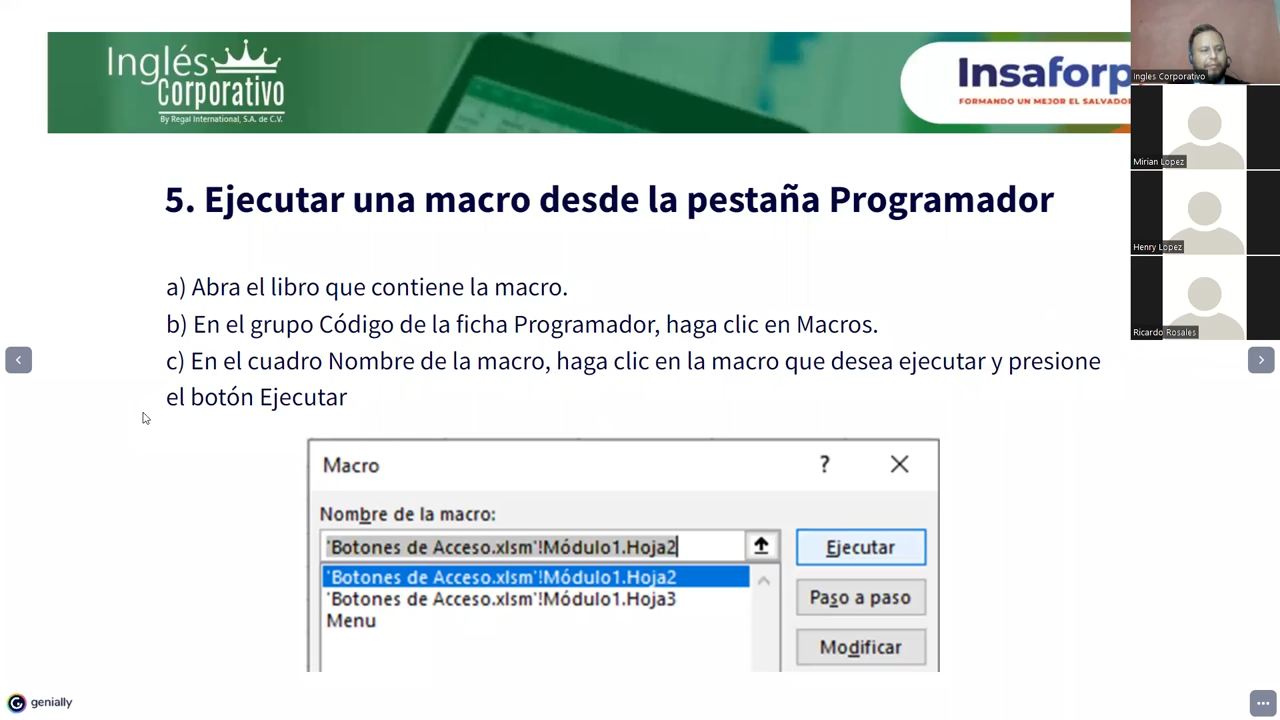 Inglés
Corporativo
By Regal International, S.A. de C.V.
Insaforp
FORMANDO UN MEJOR EL SALVADOR
Ingles Corporativo
Mirian Lopez
Henry Lopez
Ricardo Rosales
5. Ejecutar una macro desde la pestaña Programador
a) Abra el libro que contiene la macro.
b) En el grupo Código de la ficha Programador, haga clic en Macros.
c) En el cuadro Nombre de la macro, haga clic en la macro que desea ejecutar y presione
el botón Ejecutar
Macro
?
Nombre de la macro:
'Botones de Acceso.xlsm'!Módulo1.Hoja2
Ejecutar
'Botones de Acceso.xlsm'!Módulo1.Hoja2
'Botones de Acceso.xlsm'!Módulo1.Hoja3
Menu
Paso a paso
Modificar
genially